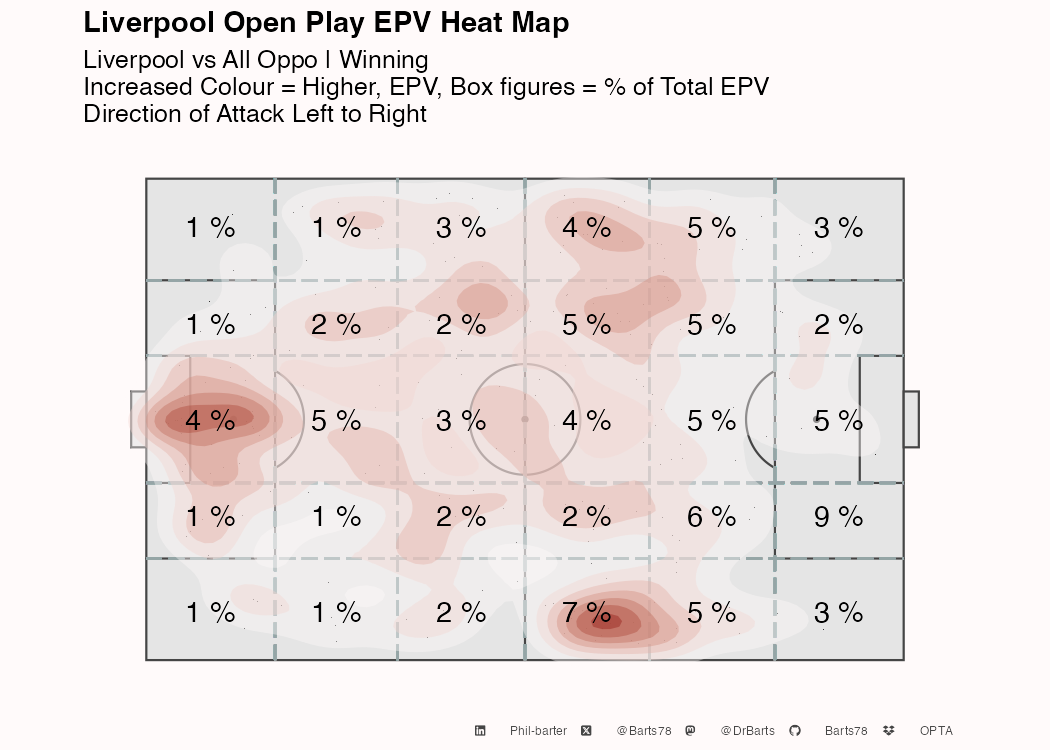 Liverpool Open Play EPV Heat Map
Liverpool vs All Oppo | Winning
Increased Colour = Higher, EPV, Box figures = % of Total EPV
Direction of Attack Left to Right
1 % 1 % 3 % 4 % 5 % 3 %
1 % 2 % 2 % 5 % 5 % 2 %
4 % 5 % 3 % 4 % 5 % 5 %
1 % 1 % 2 % 2 % 6 % 9 %
1 % 1 % 2 % 7 % 5 % 3 %
Phil-barter @Barts78 @DrBarts Barts78 OPTA